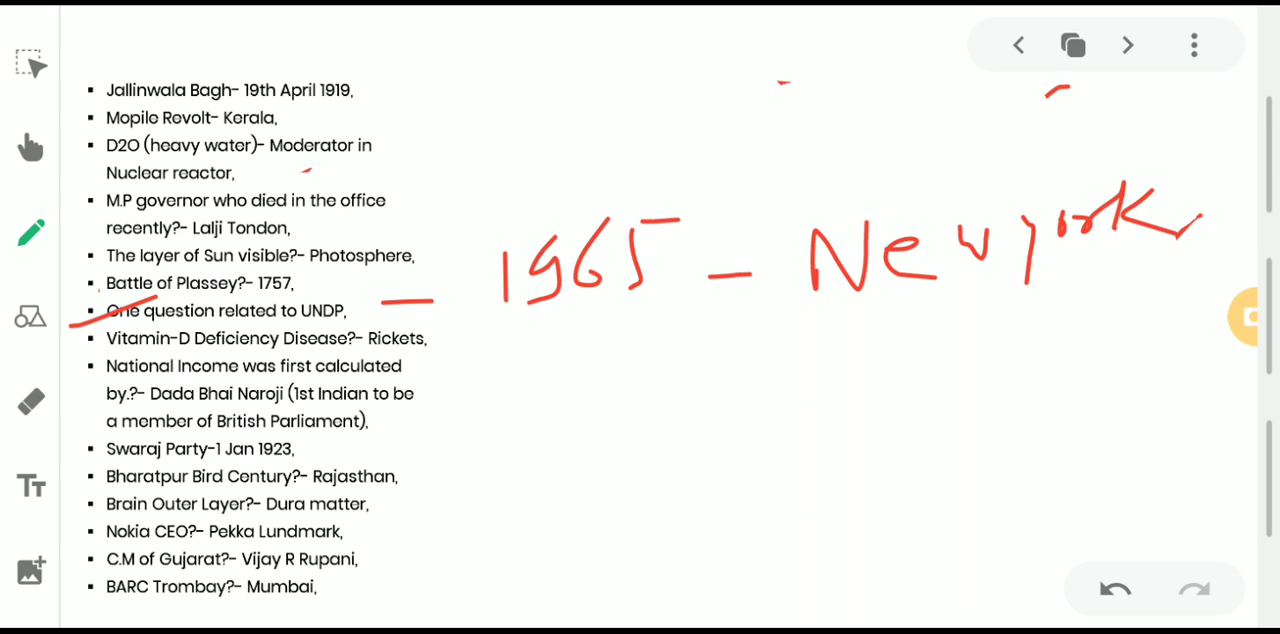 ▪ Jallinwala Bagh- 19th April 1919,
▪ Mopile Revolt- Kerala,
▪ D2O (heavy water)- Moderator in
Nuclear reactor,
▪ M.P governor who died in the office
recently?- Lalji Tondon,
▪ The layer of Sun visible?- Photosphere,
▪ Battle of Plassey?- 1757,
▪ One question related to UNDP,
— 1965 - New york
▪ Vitamin-D Deficiency Disease?- Rickets,
▪ National Income was first calculated
by.?- Dada Bhai Naroji (1st Indian to be
a member of British Parliament),
▪ Swaraj Party-1 Jan 1923,
▪ Bharatpur Bird Century?- Rajasthan,
▪ Brain Outer Layer?- Dura matter,
▪ Nokia CEO?- Pekka Lundmark,
▪ C.M of Gujarat?- Vijay R Rupani,
▪ BARC Trombay?- Mumbai,
TT